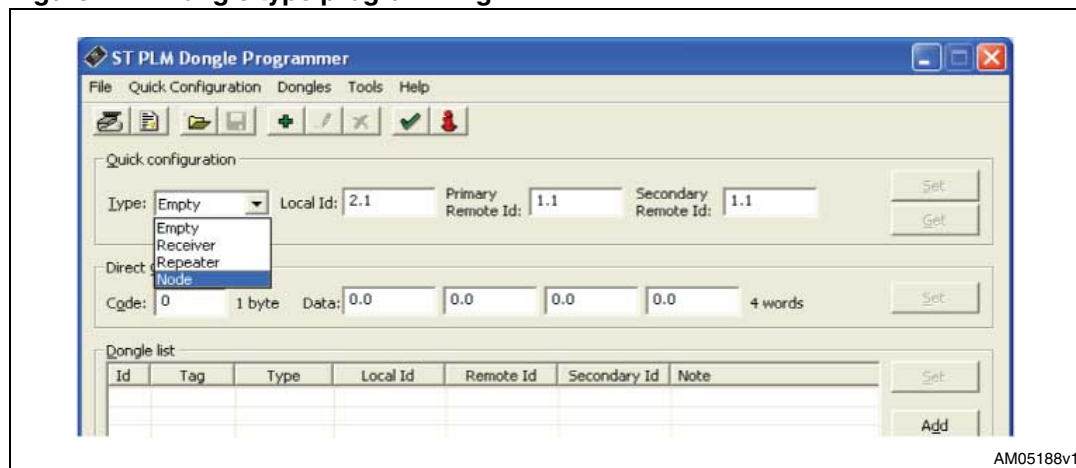 ST PLM Dongle Programmer
File Quick Configuration Dongles Tools Help
Quick configuration
Type: Empty Local Id: 2.1 Primary Remote Id: 1.1 Secondary Remote Id: 1.1 Set
Get
Empty
Receiver
Repeater
Node
Direct
Code: 0 1 byte Data: 0.0 0.0 0.0 0.0 4 words Set
Dongle list
Id Tag Type Local Id Remote Id Secondary Id Note Set
Add
AM05188v1